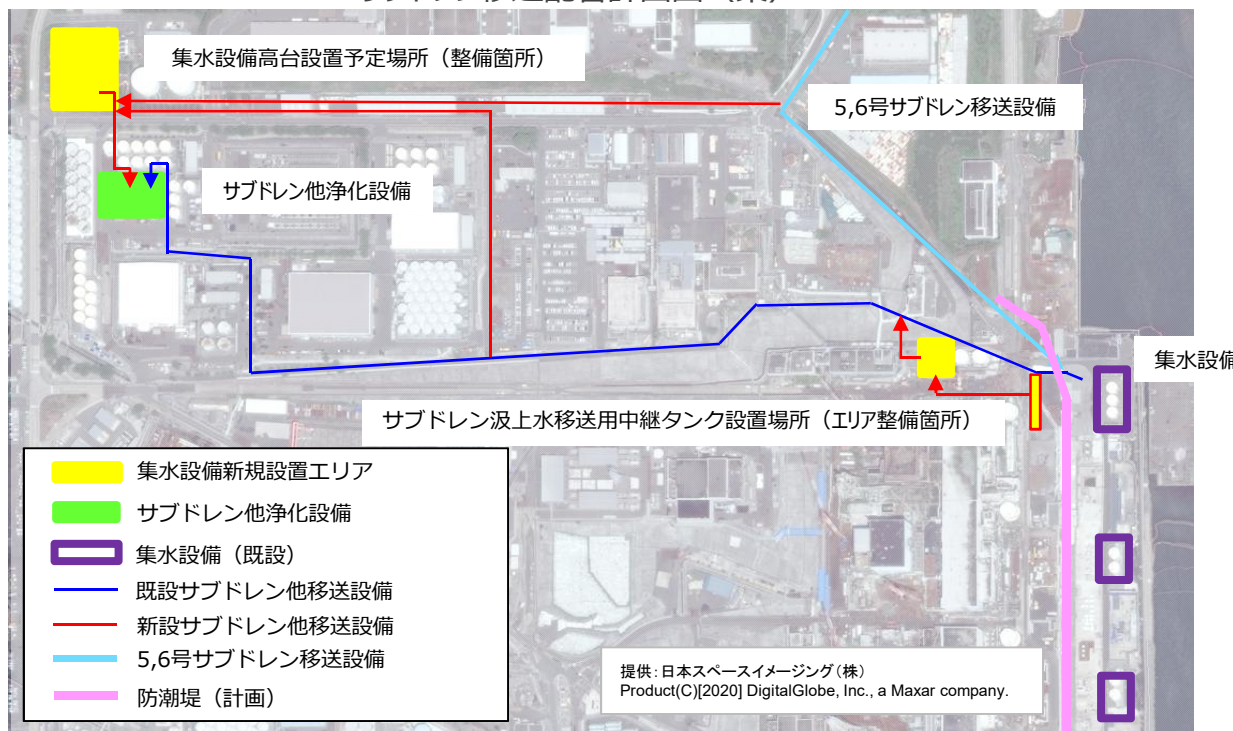 集水設備高台設置予定場所（整備箇所）
5,6号サブドレン移送設備
サブドレン他浄化設備
集水設備
サブドレン汲上水移送用中継タンク設置場所（エリア整備箇所）
集水設備新規設置エリア
サブドレン他浄化設備
集水設備（既設）
既設サブドレン他移送設備
新設サブドレン他移送設備
5,6号サブドレン移送設備
防潮堤（計画）
提供：日本スペースイメージング（株）
Product(C)[2020] DigitalGlobe, Inc., a Maxar company.